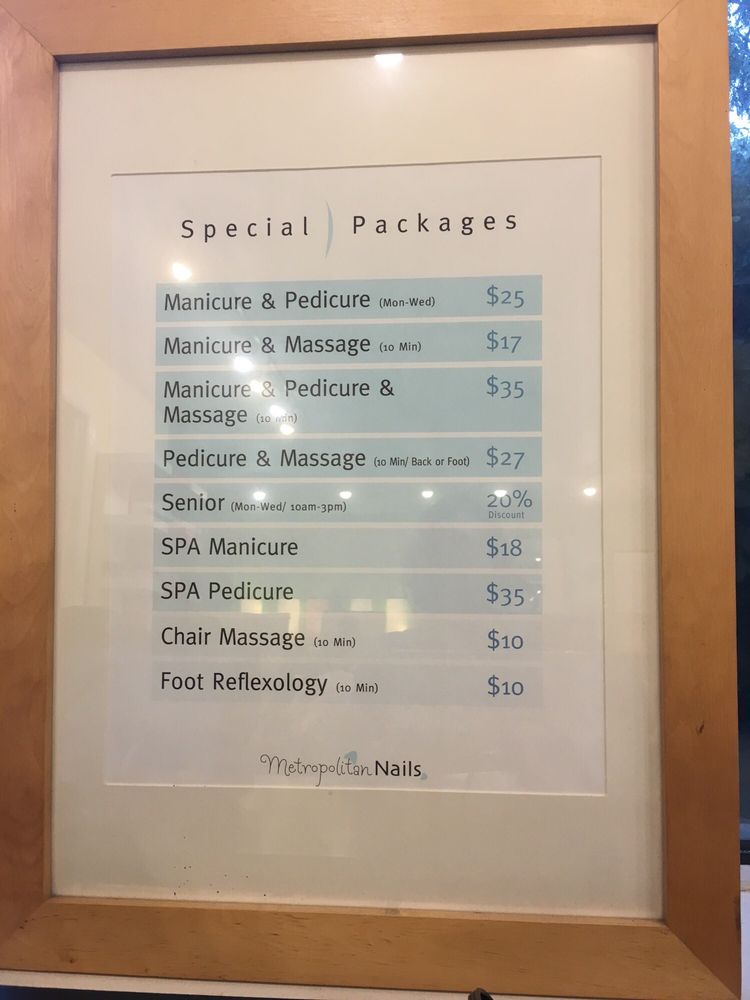 Special Packages
Manicure & Pedicure (Mon-Wed) $25
Manicure & Massage (10 Min) $17
Manicure & Pedicure & $35
Massage (10 Min)
Pedicure & Massage (10 Min/ Back or Foot) $27
Senior (Mon-Wed/ 10am-3pm) 20%
Discount
SPA Manicure $18
SPA Pedicure $35
Chair Massage (10 Min) $10
Foot Reflexology (10 Min) $10
Metropolitan Nails